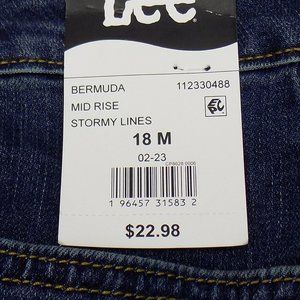 Lee
BERMUDA 112330488
MID RISE
STORMY LINES
18 M
02-23
1 96457 31583 2
$22.98